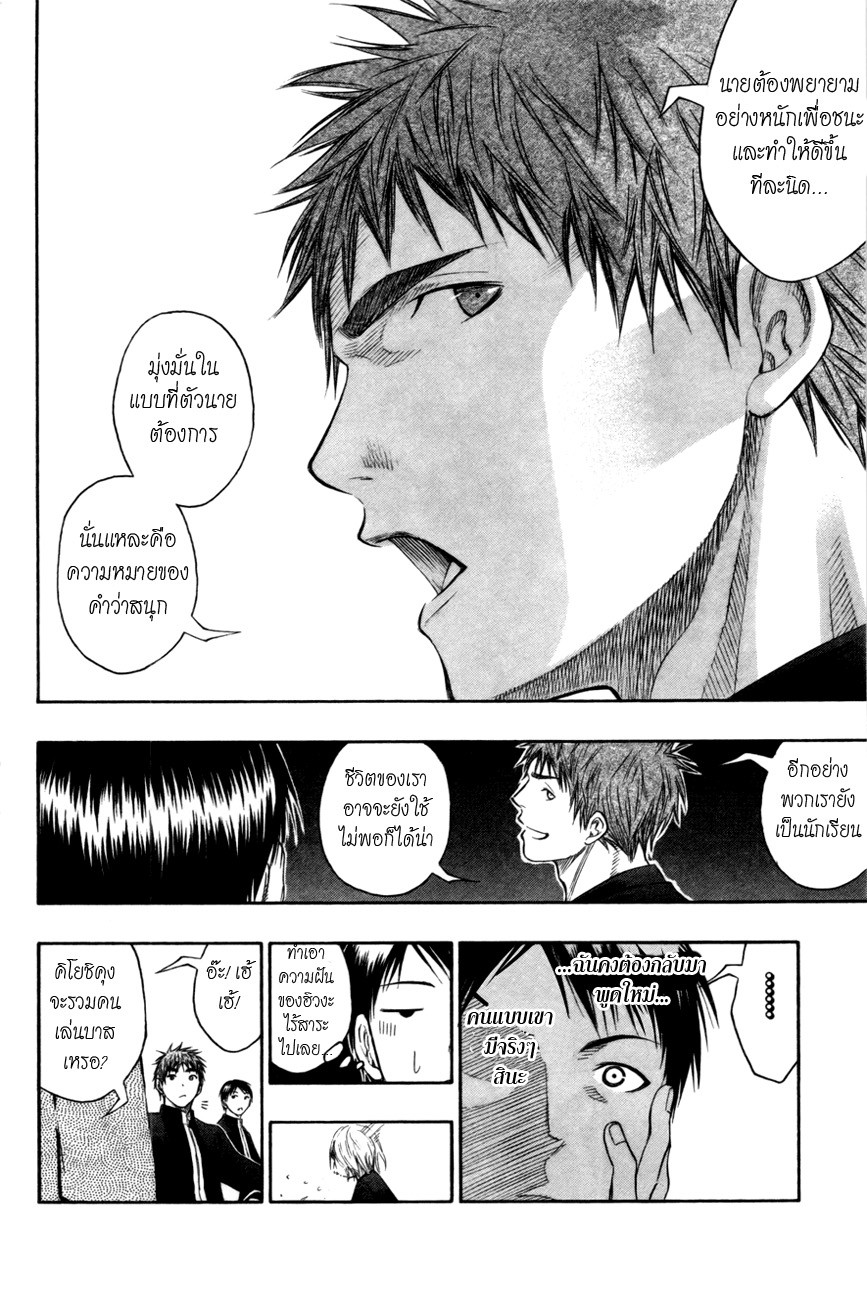 นายต้องพยายาม
อย่างหนักเพื่อชนะ
และทำให้ดีขึ้น
ทีละนิด...
มุ่งมั่นใน
แบบที่ตัวนาย
ต้องการ
นั่นแหละคือ
ความหมายของ
คำว่าสนุก
อีกอย่าง
พวกเรายัง
เป็นนักเรียน
ชีวิตของเรา
อาจจะยังใช้
ไม่พอก็ได้น่า
...ฉันคงต้องกลับมา
พูดใหม่...
คนแบบเขา
มีจริงๆ
สินะ
ทำเอา
ความฝัน
ของฮิวงะ
ไร้สาระ
ไปเลย...
อ๊ะ! เฮ้
เฮ้!
คิโยชิคุง
จะรวมคน
เล่นบาส
เหรอ?